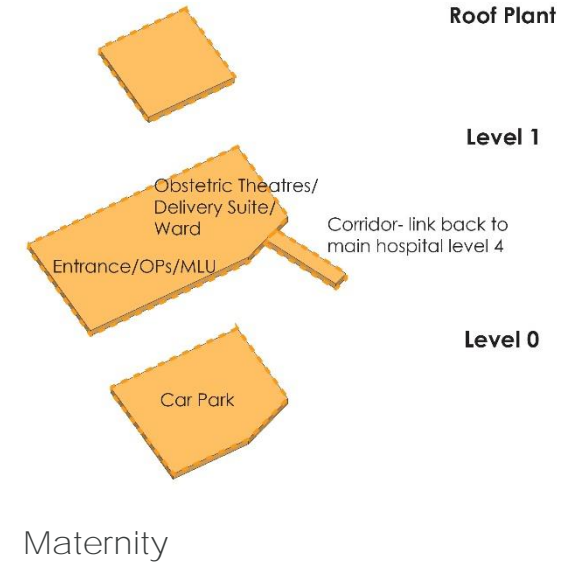 Roof Plant
Level 1
Obstetric Theatres/
Delivery Suite/
Ward
Corridor- link back to
main hospital level 4
Entrance/OPs/MLU
Level 0
Car Park
Maternity